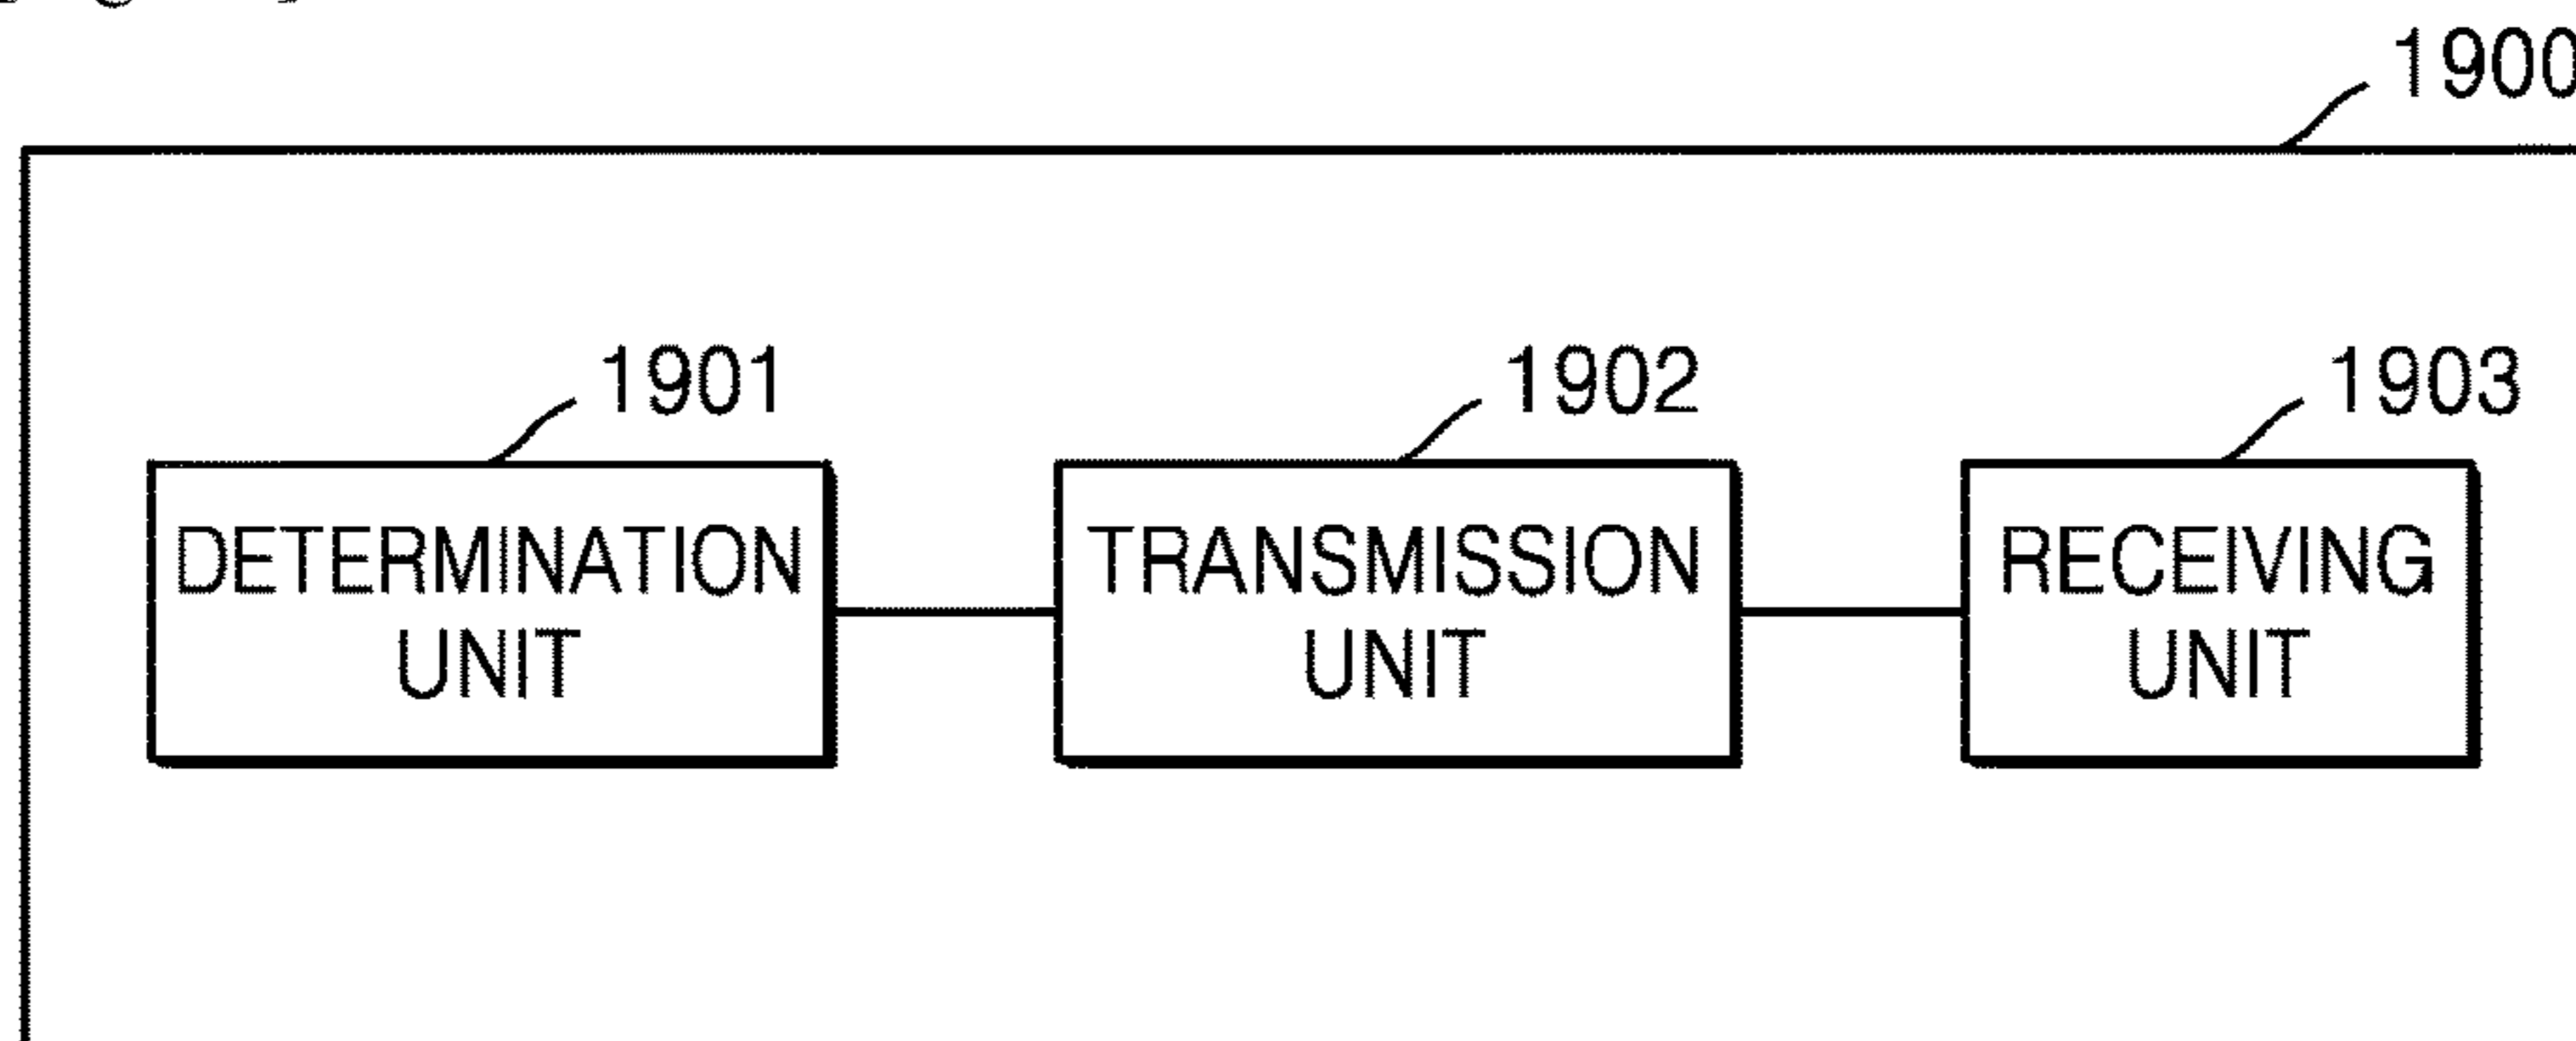 1900
1901
1902
1903
DETERMINATION
UNIT
TRANSMISSION
UNIT
RECEIVING
UNIT